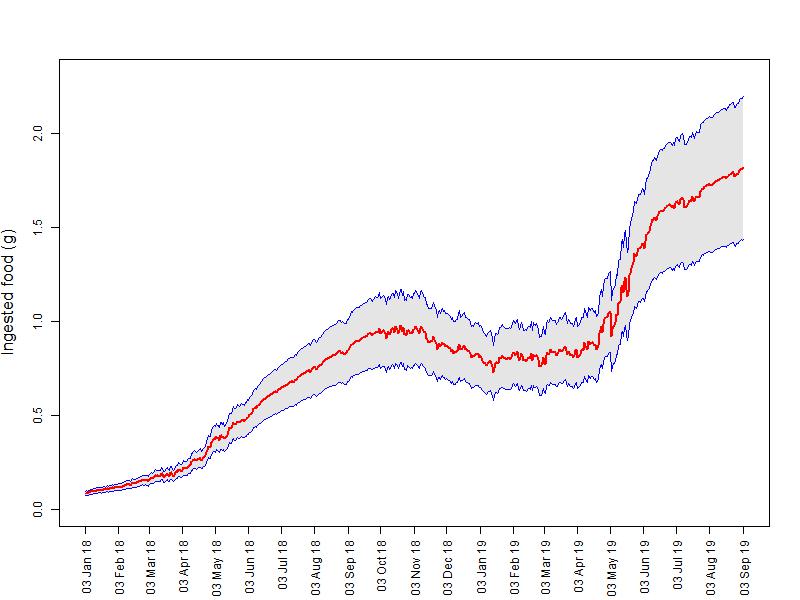 Ingested food (g)
2.0
1.5
1.0
0.5
0.0
03 Jan 18
03 Feb 18
03 Mar 18
03 Apr 18
03 May 18
03 Jun 18
03 Jul 18
03 Aug 18
03 Sep 18
03 Oct 18
03 Nov 18
03 Dec 18
03 Jan 19
03 Feb 19
03 Mar 19
03 Apr 19
03 May 19
03 Jun 19
03 Jul 19
03 Aug 19
03 Sep 19